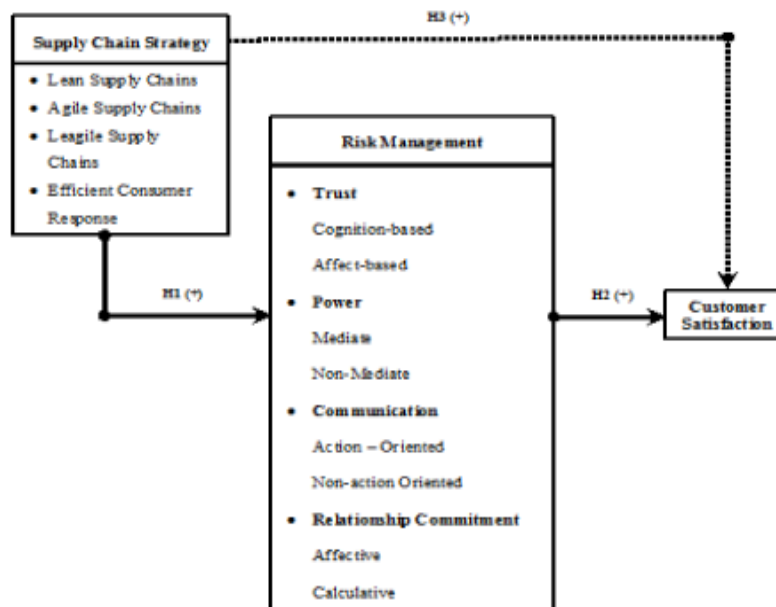 H3 (+)
Supply Chain Strategy
• Lean Supply Chains
• Agile Supply Chains
• Leagile Supply
Chains
• Efficient Consumer
Response
H1 (+)
Risk Management
• Trust
Cognition-based
Affect-based
• Power
Mediate
Non-Mediate
• Communication
Action – Oriented
Non-action Oriented
• Relationship Commitment
Affective
Calculative
H2 (+)
Customer
Satisfaction